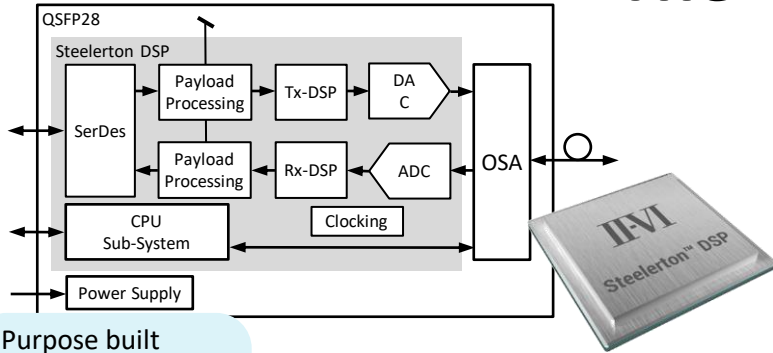 QSFP28
Steelerton DSP
SerDes
Payload
Processing
Tx-DSP
DA
C
Payload
Processing
Rx-DSP
ADC
OSA
CPU
Sub-System
Clocking
Power Supply
II-VI
Steelerton™ DSP
Purpose built